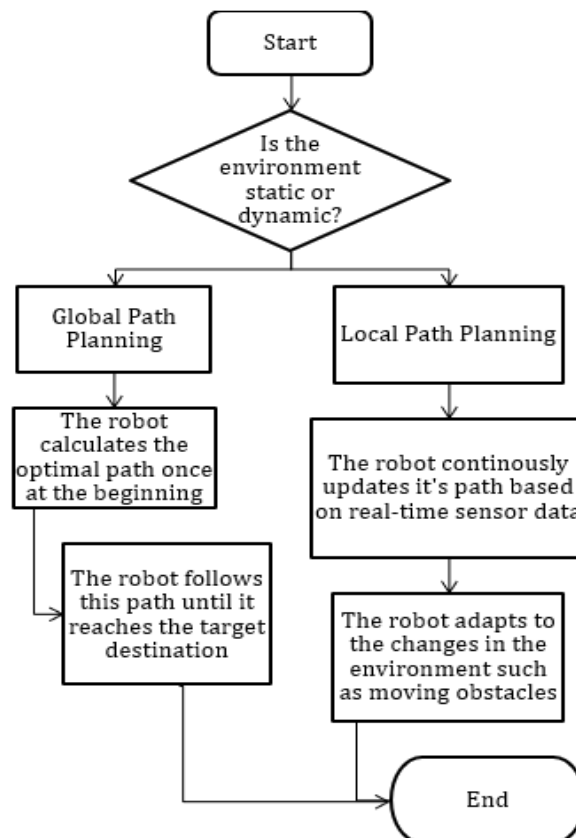 Start
Is the
environment
static or
dynamic?
Global Path
Planning
Local Path Planning
The robot
calculates the
optimal path once
at the beginning
The robot continously
updates it's path based
on real-time sensor data
The robot follows
this path until it
reaches the target
destination
The robot adapts to
the changes in the
environment such
as moving obstacles
End